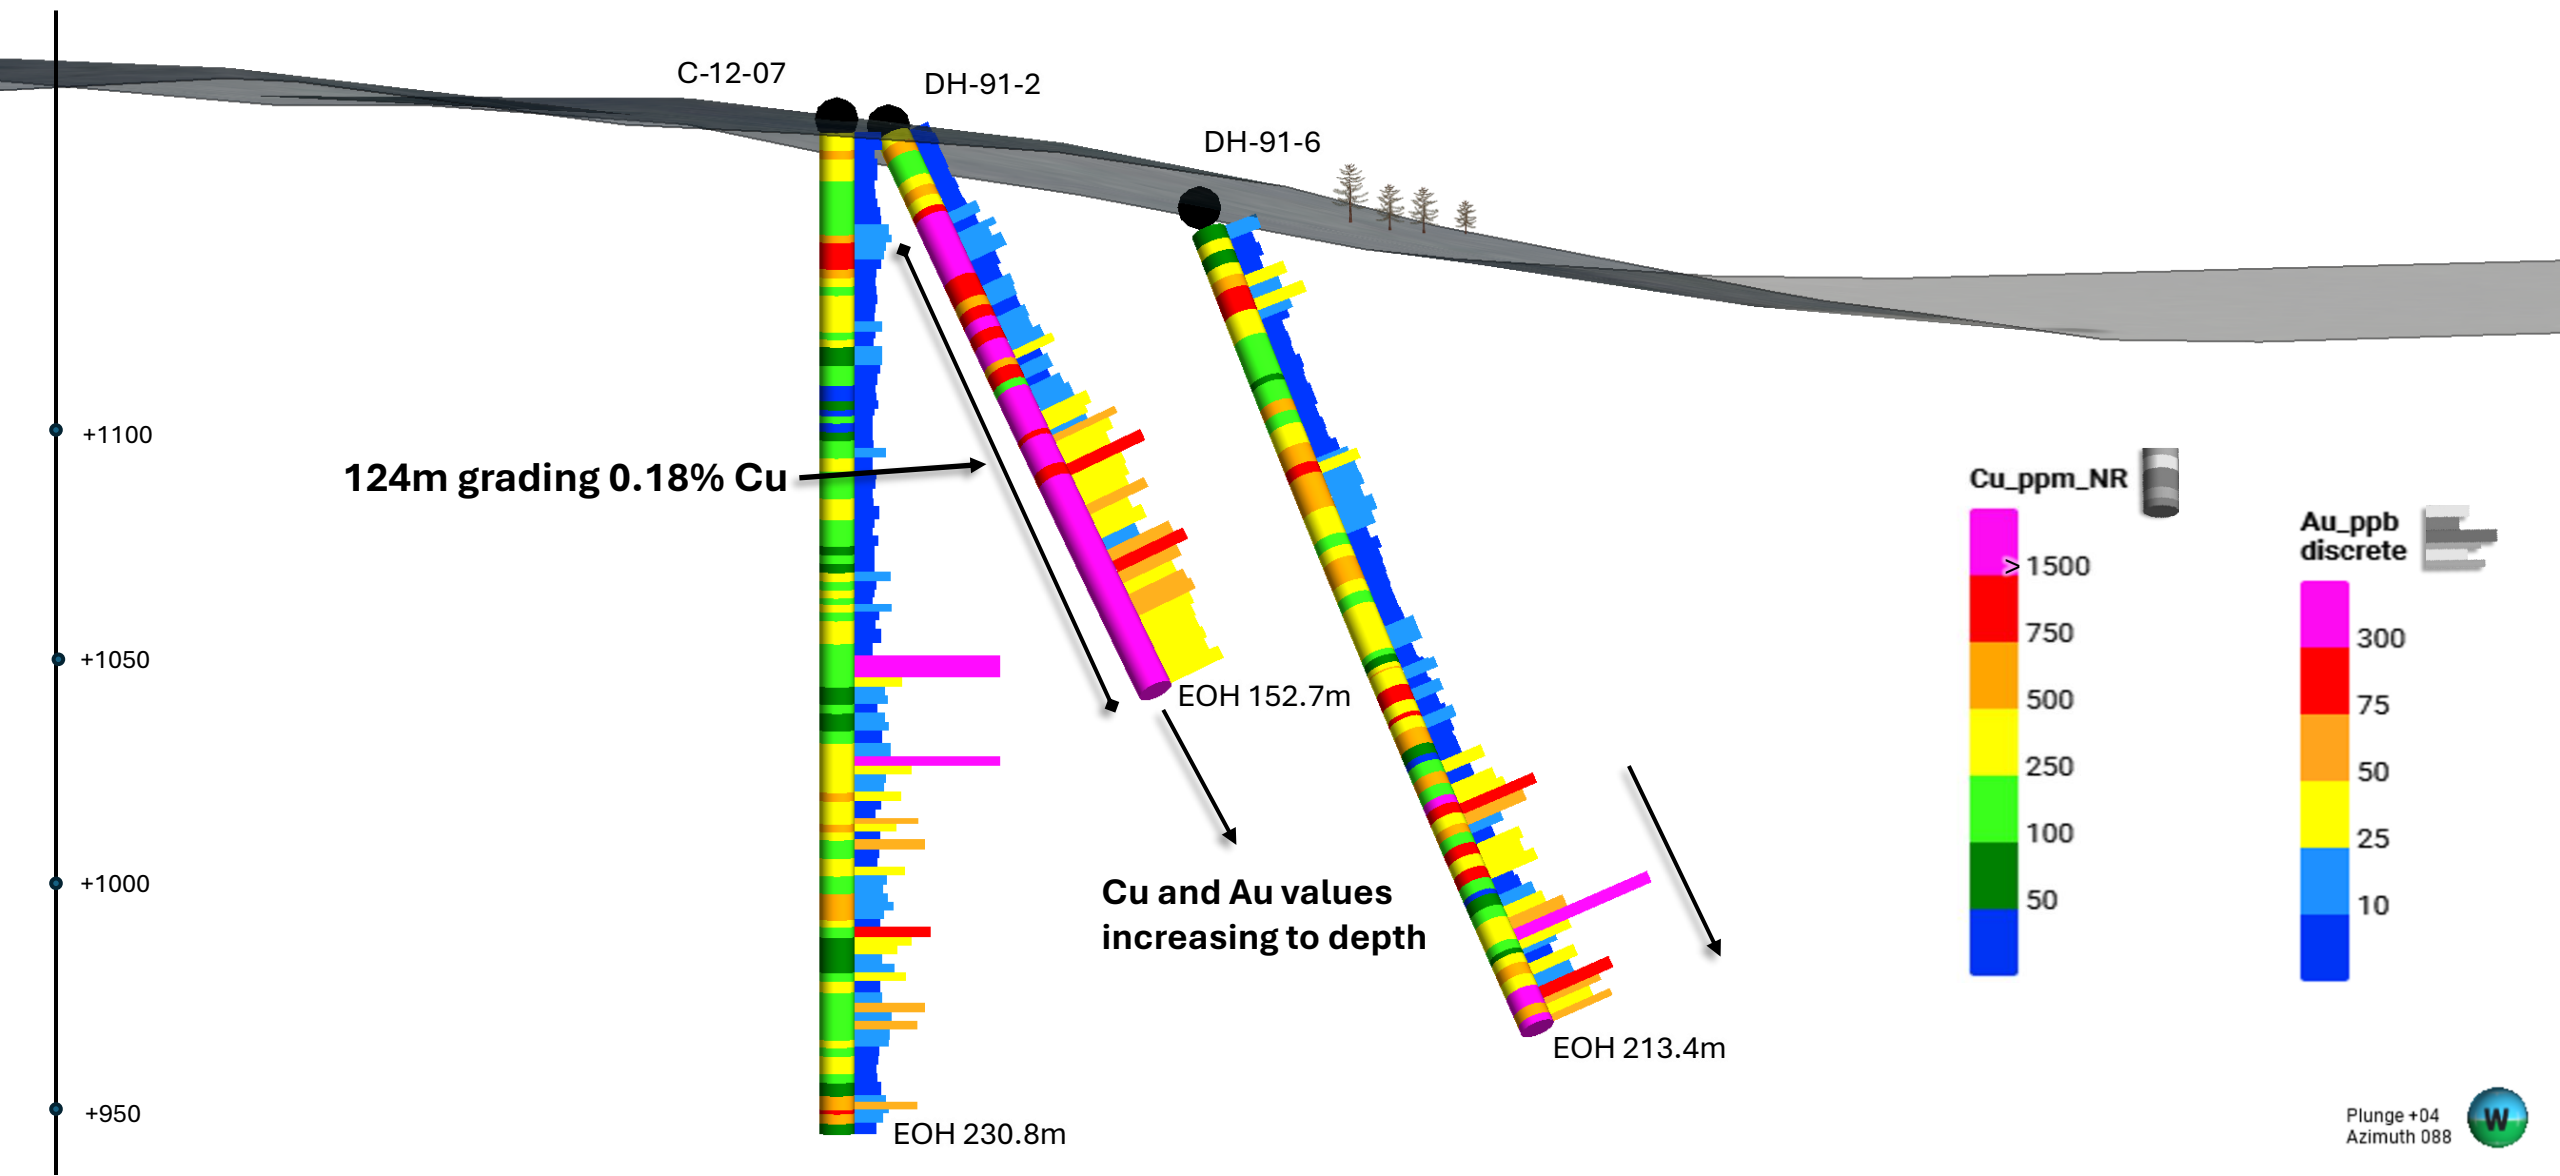 C-12-07
DH-91-2
DH-91-6
+1100
124m grading 0.18% Cu
+1050
EOH 152.7m
Cu and Au values
increasing to depth
+1000
EOH 213.4m
+950
EOH 230.8m
Cu_ppm_NR
> 1500
750
500
250
100
50
Au_ppb
discrete
300
75
50
25
10
Plunge +04
Azimuth 088
W